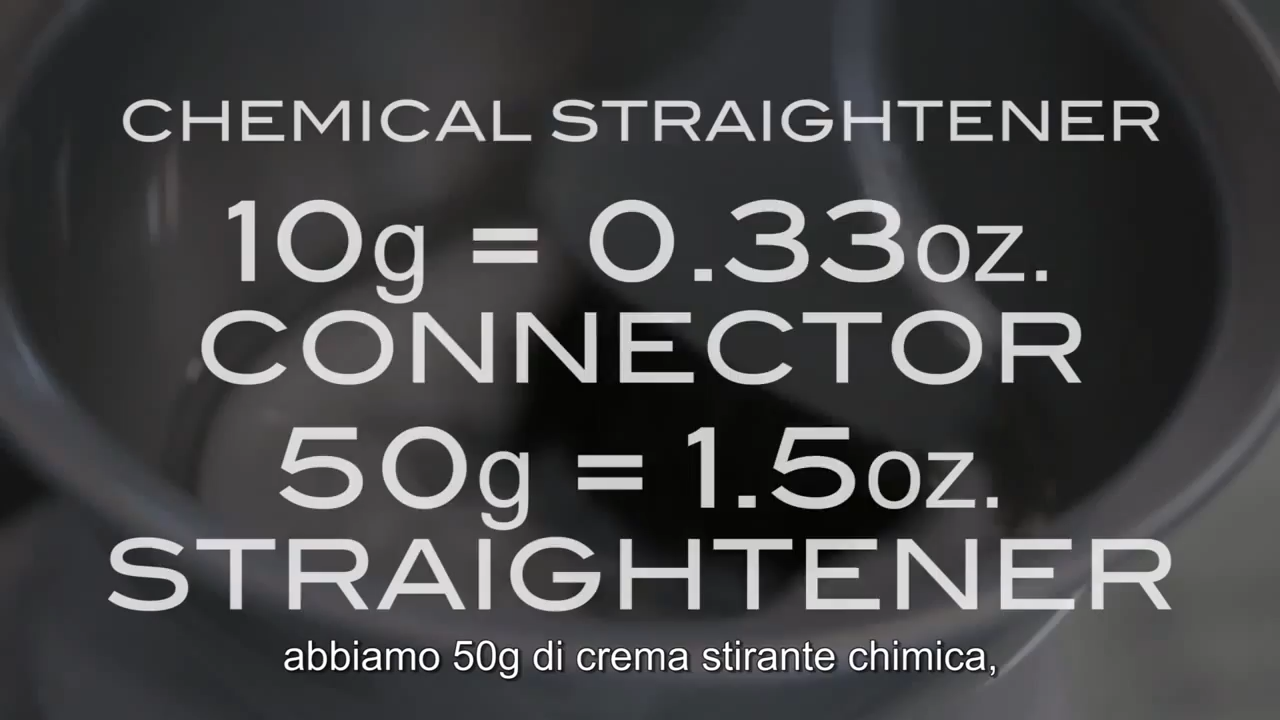 CHEMICAL STRAIGHTENER
10g = 0.33oz.
CONNECTOR
50g = 1.5oz.
STRAIGHTENER
abbiamo 50g di crema stirante chimica,